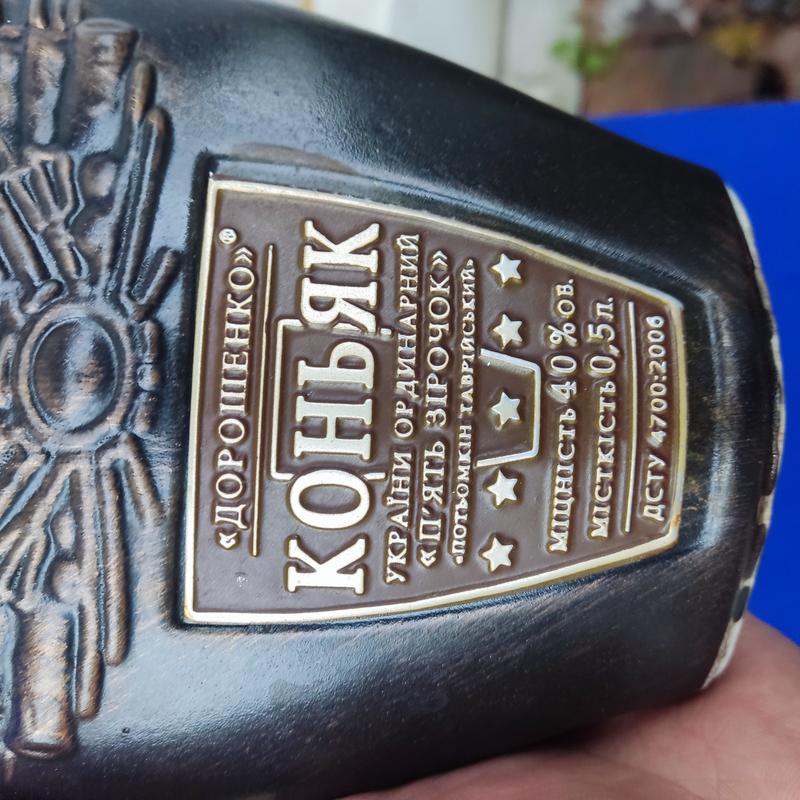 «ДОРОШЕНКО»®
КОНЬЯК
УКРАЇНИ ОРДИНАРНИЙ
«П'ЯТЬ ЗІРОЧОК»
«ПОТЬОМКІН ТАВРІЙСЬКИЙ»
МІЦНІСТЬ 40 % ОБ.
МІСТКІСТЬ 0,5 Л.
ДСТУ 4700:2006